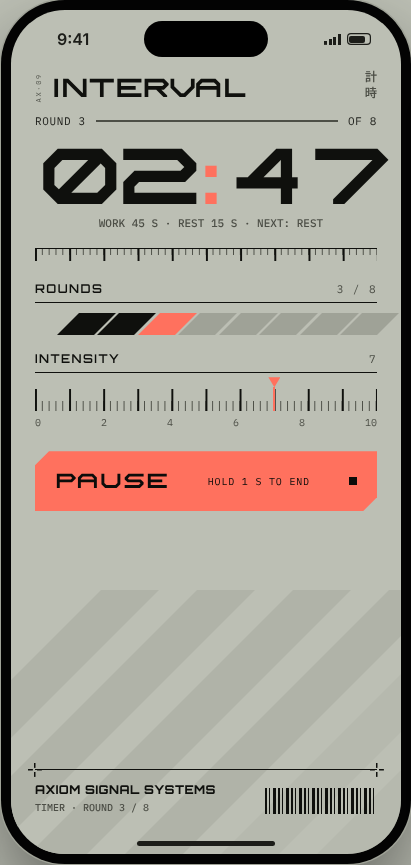 9:41
AX-09
INTERVAL
計時
ROUND 3 OF 8
02:47
WORK 45 S · REST 15 S · NEXT: REST
ROUNDS 3 / 8
INTENSITY 7
0 2 4 6 8 10
PAUSE HOLD 1 S TO END
AXIOM SIGNAL SYSTEMS
TIMER · ROUND 3 / 8